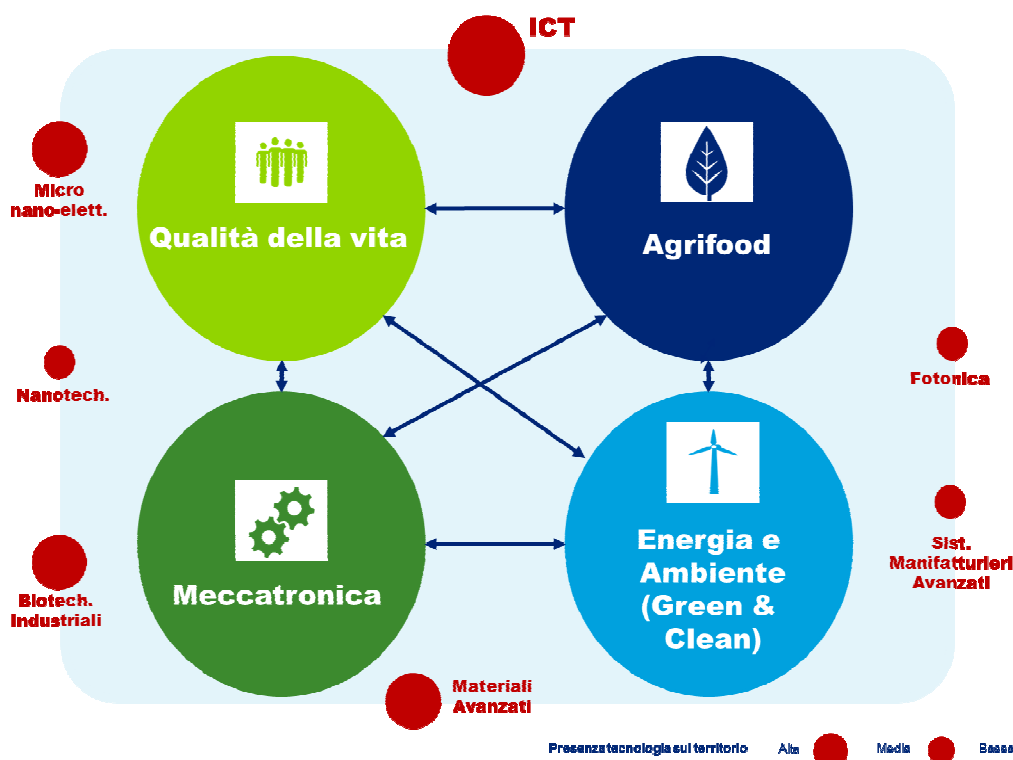 ICT
Micro
nano-elett.
Qualità della vita
Agrifood
Nanotech.
Fotonica
Energia e
Ambiente
(Green &
Clean)
Meccatronica
Sist.
Manifatturieri
Avanzati
Biotech.
Industriali
Materiali
Avanzati
Presenza tecnologia sul territorio Alta Media Bassa